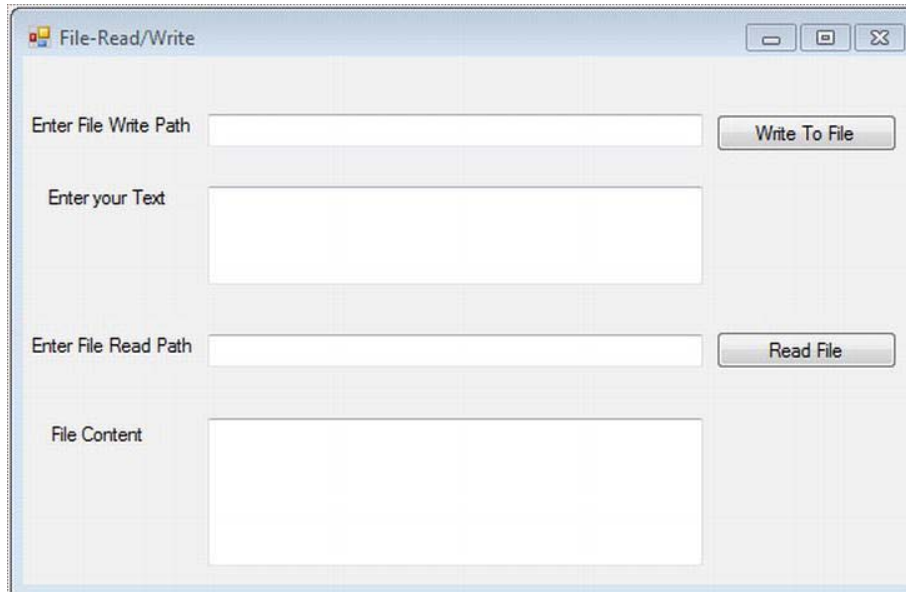 File-Read/Write
Enter File Write Path
Write To File
Enter your Text
Enter File Read Path
Read File
File Content